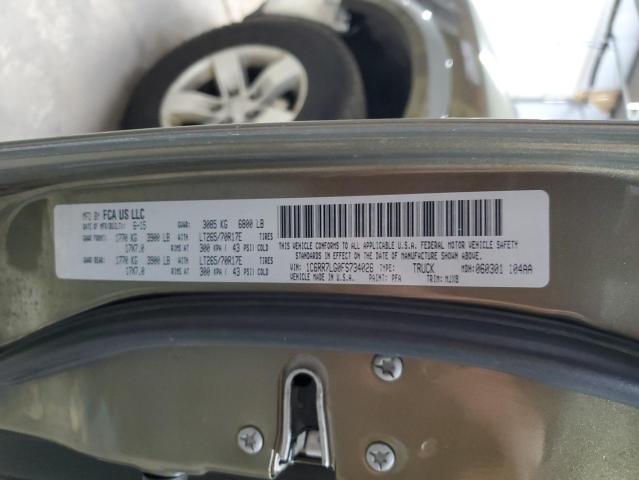 MFD BY FCA US LLC
DATE OF MFR(BUILT): 6-15 GVWR: 3085 KG 6800 LB
GAWR FRONT: 1770 KG 3900 LB WITH LT265/70R17E TIRES
17X7.0 RIMS AT 300 KPA ( 43 PSI) COLD
GAWR REAR: 1770 KG 3900 LB WITH LT265/70R17E TIRES
17X7.0 RIMS AT 300 KPA ( 43 PSI) COLD
THIS VEHICLE CONFORMS TO ALL APPLICABLE U.S.A. FEDERAL MOTOR VEHICLE SAFETY
STANDARDS IN EFFECT ON THE DATE OF MANUFACTURE SHOWN ABOVE.
VIN: 1C6RR7LG0FS734026 TYPE: TRUCK MDH: 060301 104AA
VEHICLE MADE IN U.S.A. PAINT: PFA TRIM: MJX8